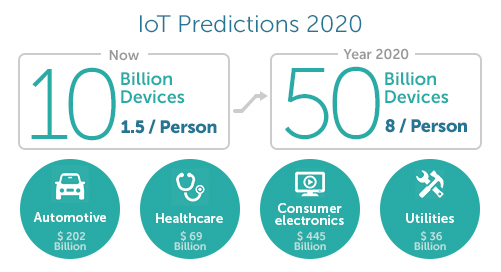 IoT Predictions 2020
Now
10
Billion
Devices
1.5 / Person
Year 2020
50
Billion
Devices
8 / Person
Automotive
$ 202
Billion
Healthcare
$ 69
Billion
Consumer
electronics
$ 445
Billion
Utilities
$ 36
Billion